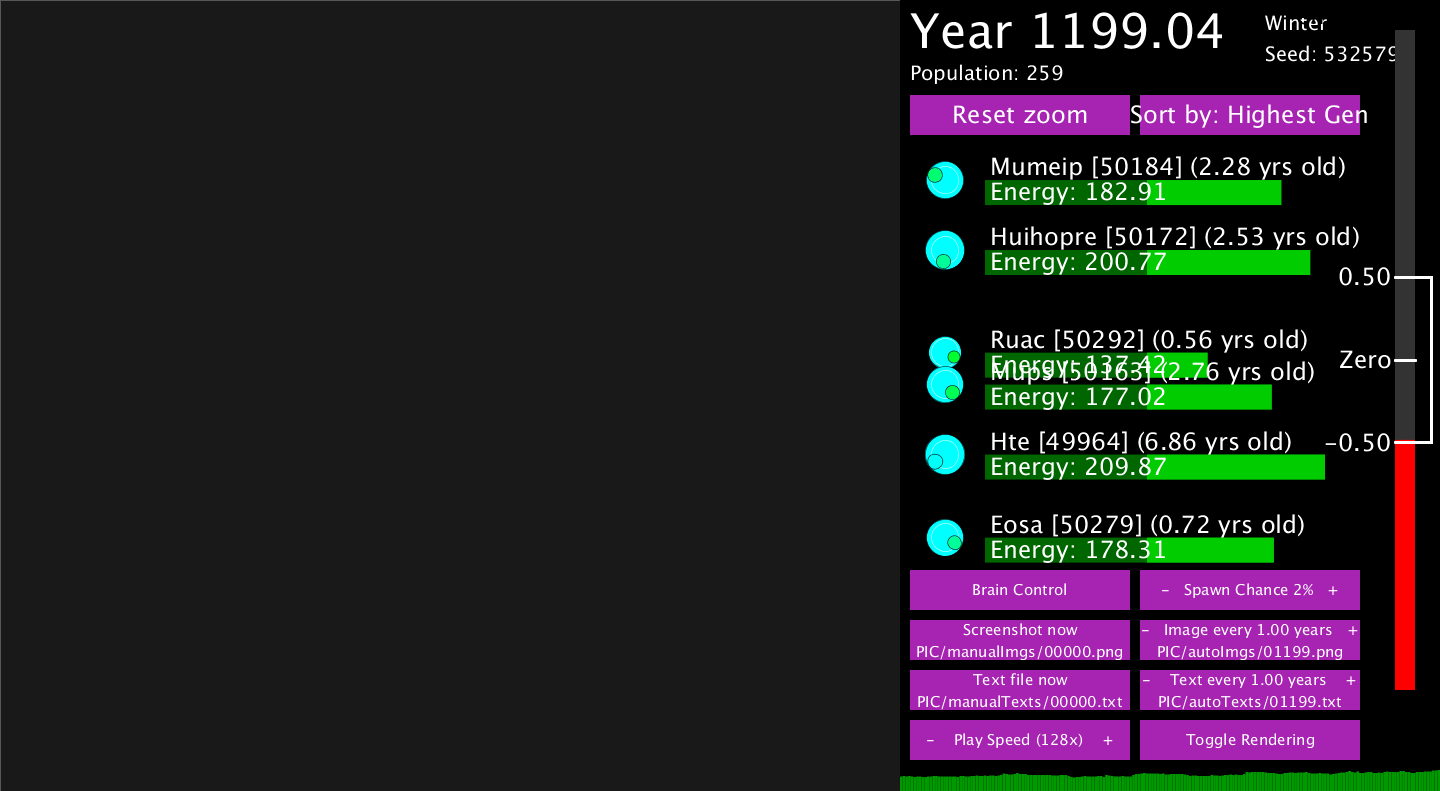 Year 1199.04
Winter
Seed: 532579
Population: 259
Reset zoom
Sort by: Highest Gen
Mumeip [50184] (2.28 yrs old)
Energy: 182.91
Huihopre [50172] (2.53 yrs old)
Energy: 200.77
0.50
Ruac [50292] (0.56 yrs old)
Energy: 137.42
Zero
Mups [50163] (2.76 yrs old)
Energy: 177.02
Hte [49964] (6.86 yrs old)
-0.50
Energy: 209.87
Eosa [50279] (0.72 yrs old)
Energy: 178.31
Brain Control
- Spawn Chance 2% +
Screenshot now
PIC/manualImgs/00000.png
- Image every 1.00 years +
PIC/autoImgs/01199.png
Text file now
PIC/manualTexts/00000.txt
- Text every 1.00 years +
PIC/autoTexts/01199.txt
- Play Speed (128x) +
Toggle Rendering